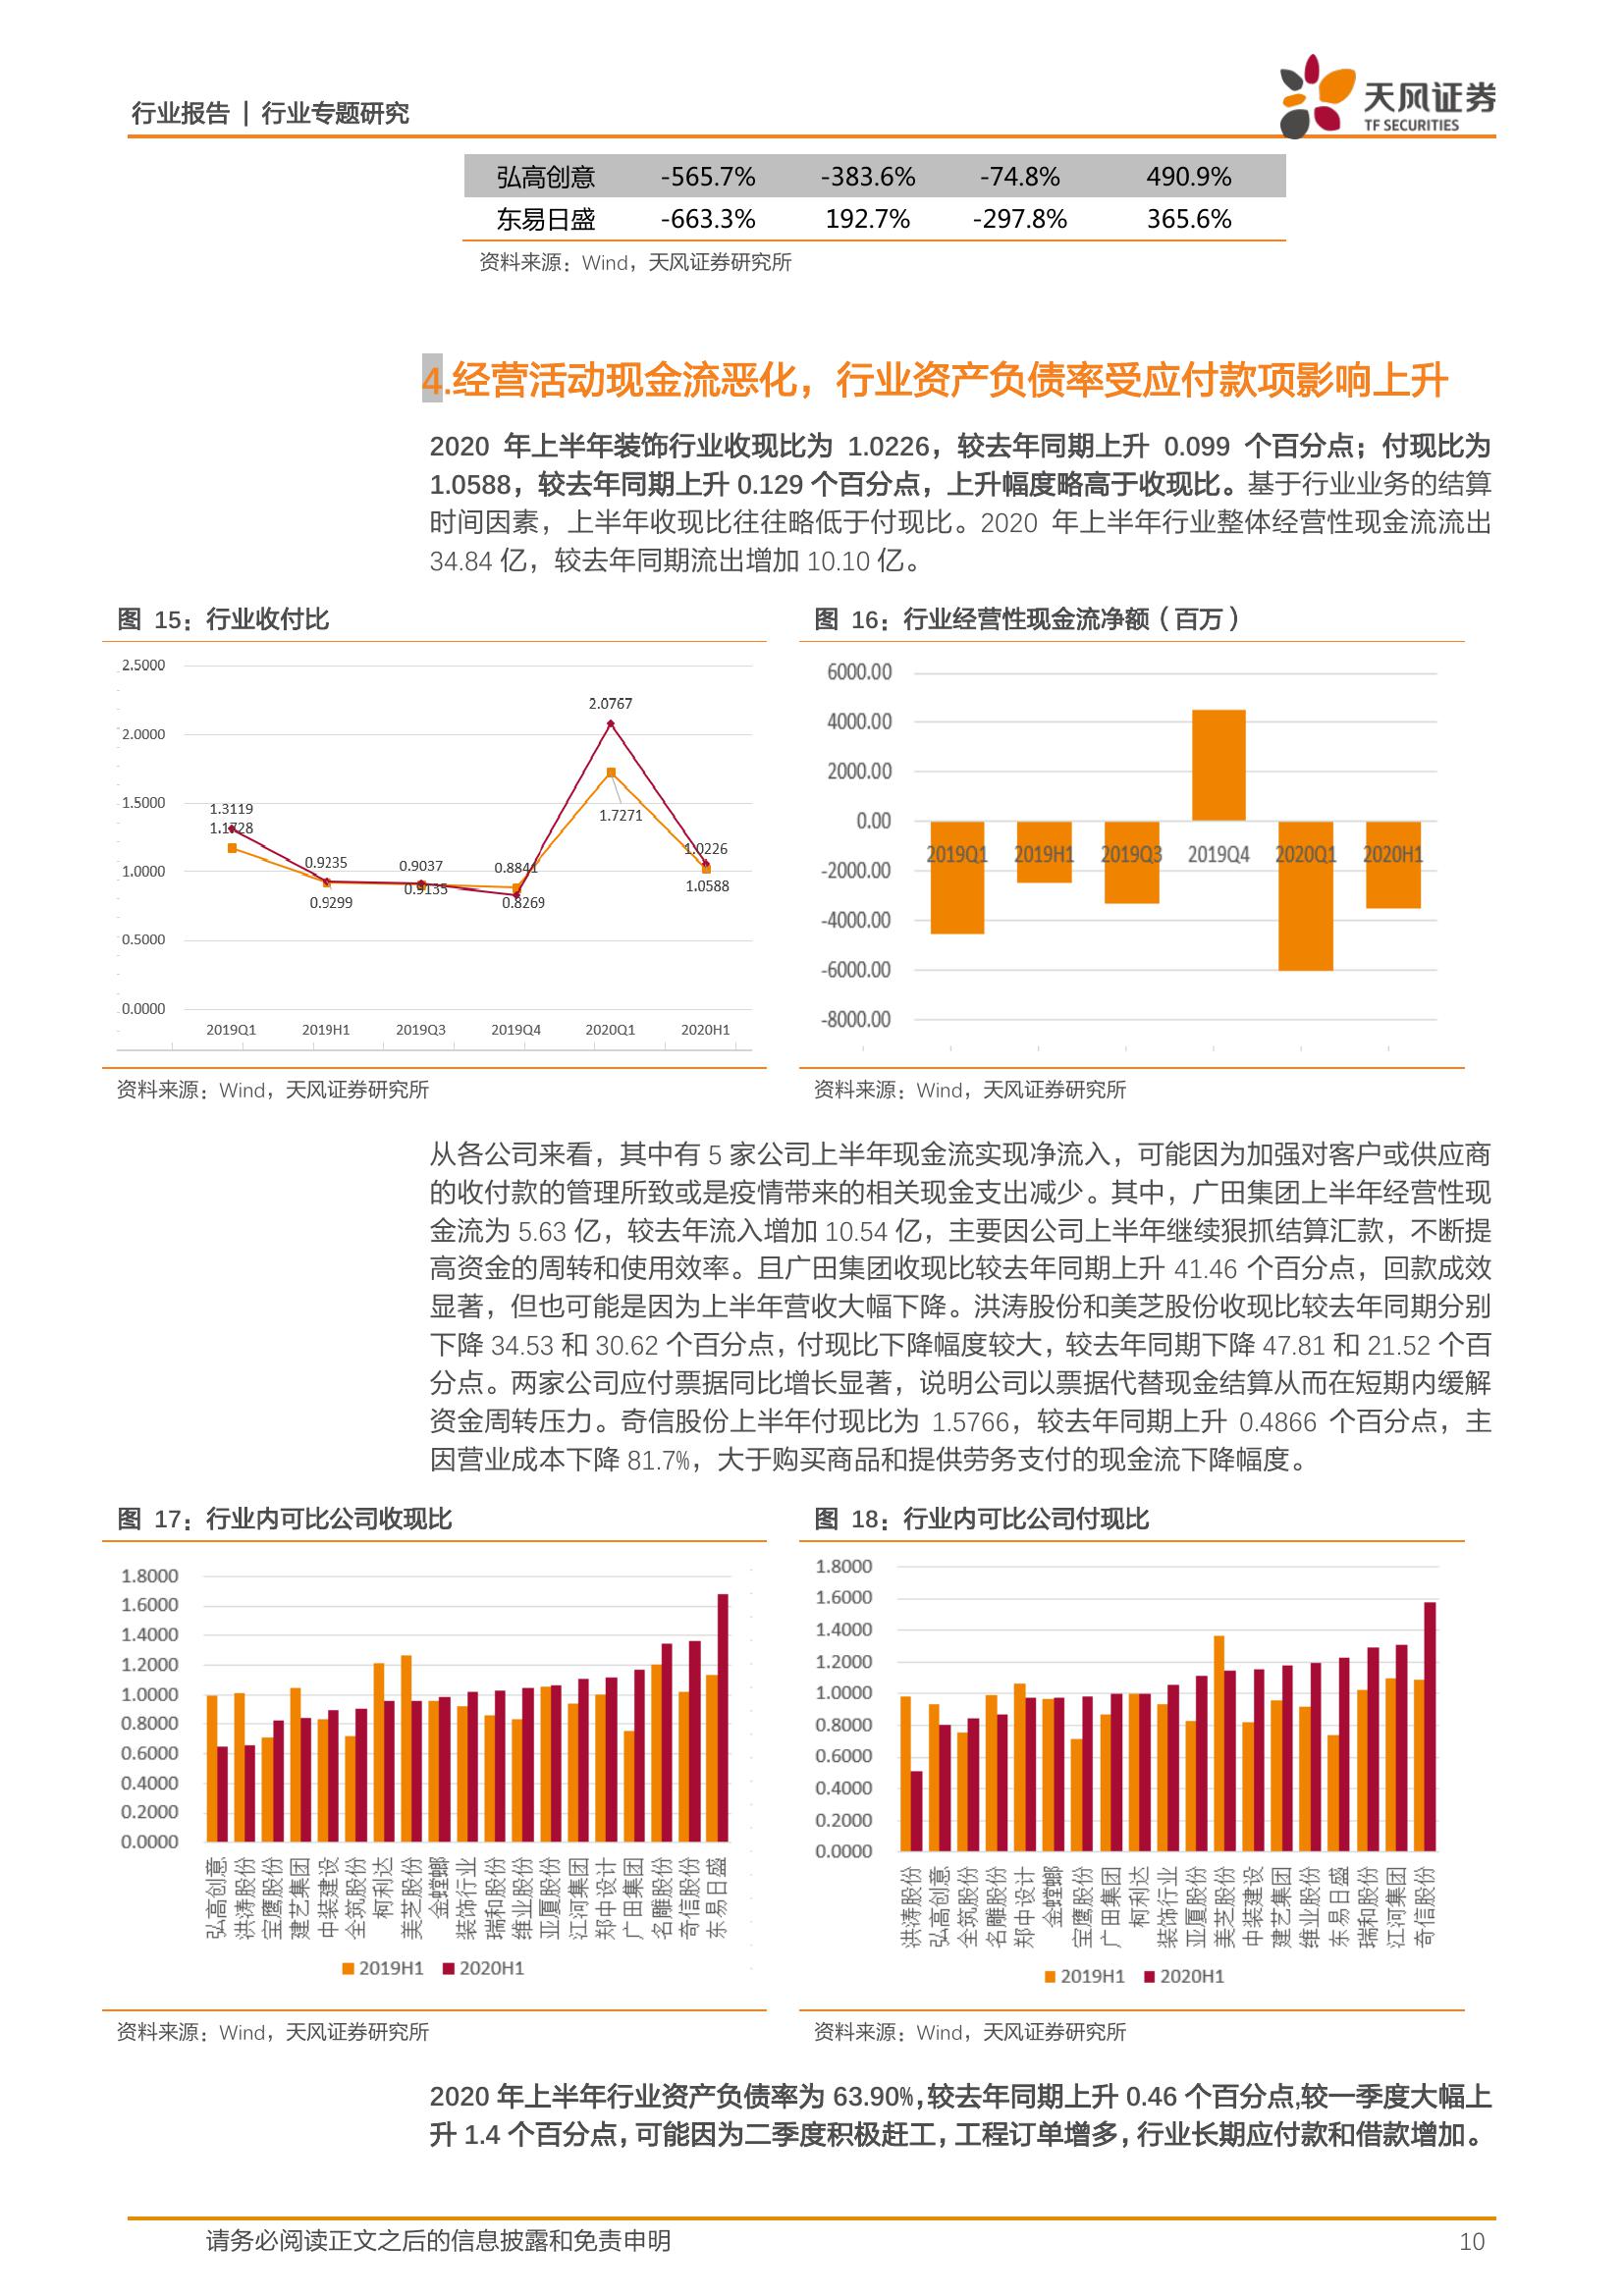 行业报告 | 行业专题研究
天风证券
TF SECURITIES
弘高创意 -565.7% -383.6% -74.8% 490.9%
东易日盛 -663.3% 192.7% -297.8% 365.6%
资料来源：Wind，天风证券研究所
4.经营活动现金流恶化，行业资产负债率受应付款项影响上升
2020 年上半年装饰行业收现比为 1.0226，较去年同期上升 0.099 个百分点；付现比为
1.0588，较去年同期上升 0.129 个百分点，上升幅度略高于收现比。基于行业业务的结算
时间因素，上半年收现比往往略低于付现比。2020 年上半年行业整体经营性现金流流出
34.84 亿，较去年同期流出增加 10.10 亿。
图 15：行业收付比
2.5000
2.0000
1.5000
1.0000
0.5000
0.0000
2.0767
1.7271
1.3119
1.1728
0.9235
0.9299
0.9037
0.9135
0.8841
0.8269
1.0226
1.0588
2019Q1 2019H1 2019Q3 2019Q4 2020Q1 2020H1
资料来源：Wind，天风证券研究所
图 16：行业经营性现金流净额（百万）
6000.00
4000.00
2000.00
0.00
-2000.00
-4000.00
-6000.00
-8000.00
2019Q1 2019H1 2019Q3 2019Q4 2020Q1 2020H1
资料来源：Wind，天风证券研究所
从各公司来看，其中有 5 家公司上半年现金流实现净流入，可能因为加强对客户或供应商
的收付款的管理所致或是疫情带来的相关现金支出减少。其中，广田集团上半年经营性现
金流为 5.63 亿，较去年流入增加 10.54 亿，主要因公司上半年继续狠抓结算汇款，不断提
高资金的周转和使用效率。且广田集团收现比较去年同期上升 41.46 个百分点，回款成效
显著，但也可能是因为上半年营收大幅下降。洪涛股份和美芝股份收现比较去年同期分别
下降 34.53 和 30.62 个百分点，付现比下降幅度较大，较去年同期下降 47.81 和 21.52 个百
分点。两家公司应付票据同比增长显著，说明公司以票据代替现金结算从而在短期内缓解
资金周转压力。奇信股份上半年付现比为 1.5766，较去年同期上升 0.4866 个百分点，主
因营业成本下降 81.7%，大于购买商品和提供劳务支付的现金流下降幅度。
图 17：行业内可比公司收现比
1.8000
1.6000
1.4000
1.2000
1.0000
0.8000
0.6000
0.4000
0.2000
0.0000
弘高创意 洪涛股份 宝鹰股份 建艺集团 中装建设 全筑股份 柯利达 美芝股份 金螳螂 装饰行业 瑞和股份 维业股份 亚厦股份 江河集团 郑中设计 广田集团 名雕股份 奇信股份 东易日盛
2019H1 2020H1
资料来源：Wind，天风证券研究所
图 18：行业内可比公司付现比
1.8000
1.6000
1.4000
1.2000
1.0000
0.8000
0.6000
0.4000
0.2000
0.0000
洪涛股份 弘高创意 全筑股份 名雕股份 郑中设计 金螳螂 宝鹰股份 广田集团 柯利达 装饰行业 亚厦股份 美芝股份 中装建设 建艺集团 维业股份 东易日盛 瑞和股份 江河集团 奇信股份
2019H1 2020H1
资料来源：Wind，天风证券研究所
2020 年上半年行业资产负债率为 63.90%,较去年同期上升 0.46 个百分点,较一季度大幅上
升 1.4 个百分点，可能因为二季度积极赶工，工程订单增多，行业长期应付款和借款增加。
请务必阅读正文之后的信息披露和免责申明
10